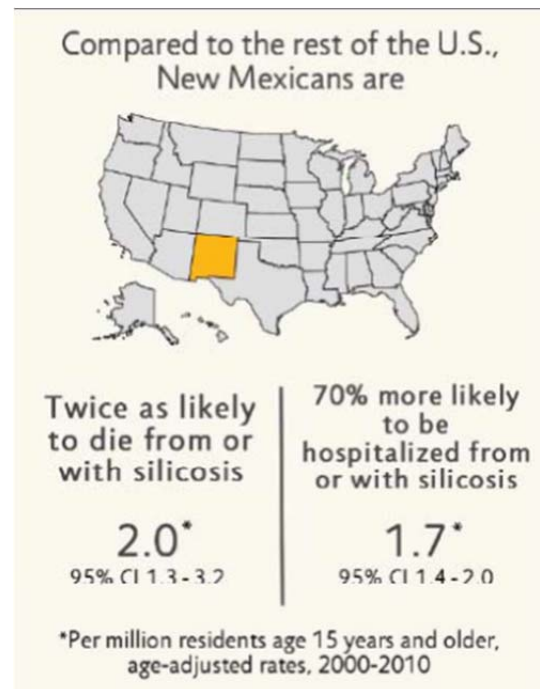 Compared to the rest of the U.S.,
New Mexicans are
Twice as likely
to die from or
with silicosis
2.0*
95% CI 1.3 - 3.2
70% more likely
to be
hospitalized from
or with silicosis
1.7*
95% CI 1.4 - 2.0
*Per million residents age 15 years and older,
age-adjusted rates, 2000-2010